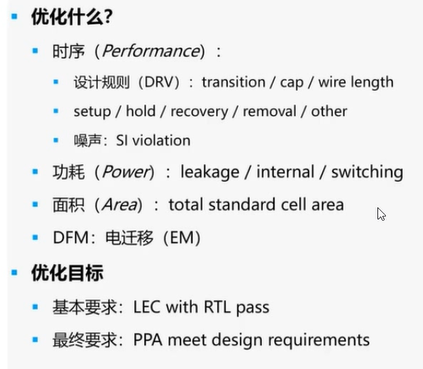 优化什么?
时序（Performance）:
设计规则（DRV）: transition / cap / wire length
setup / hold / recovery / removal / other
噪声: SI violation
功耗（Power）: leakage / internal / switching
面积（Area）: total standard cell area
DFM: 电迁移（EM）
优化目标
基本要求: LEC with RTL pass
最终要求: PPA meet design requirements